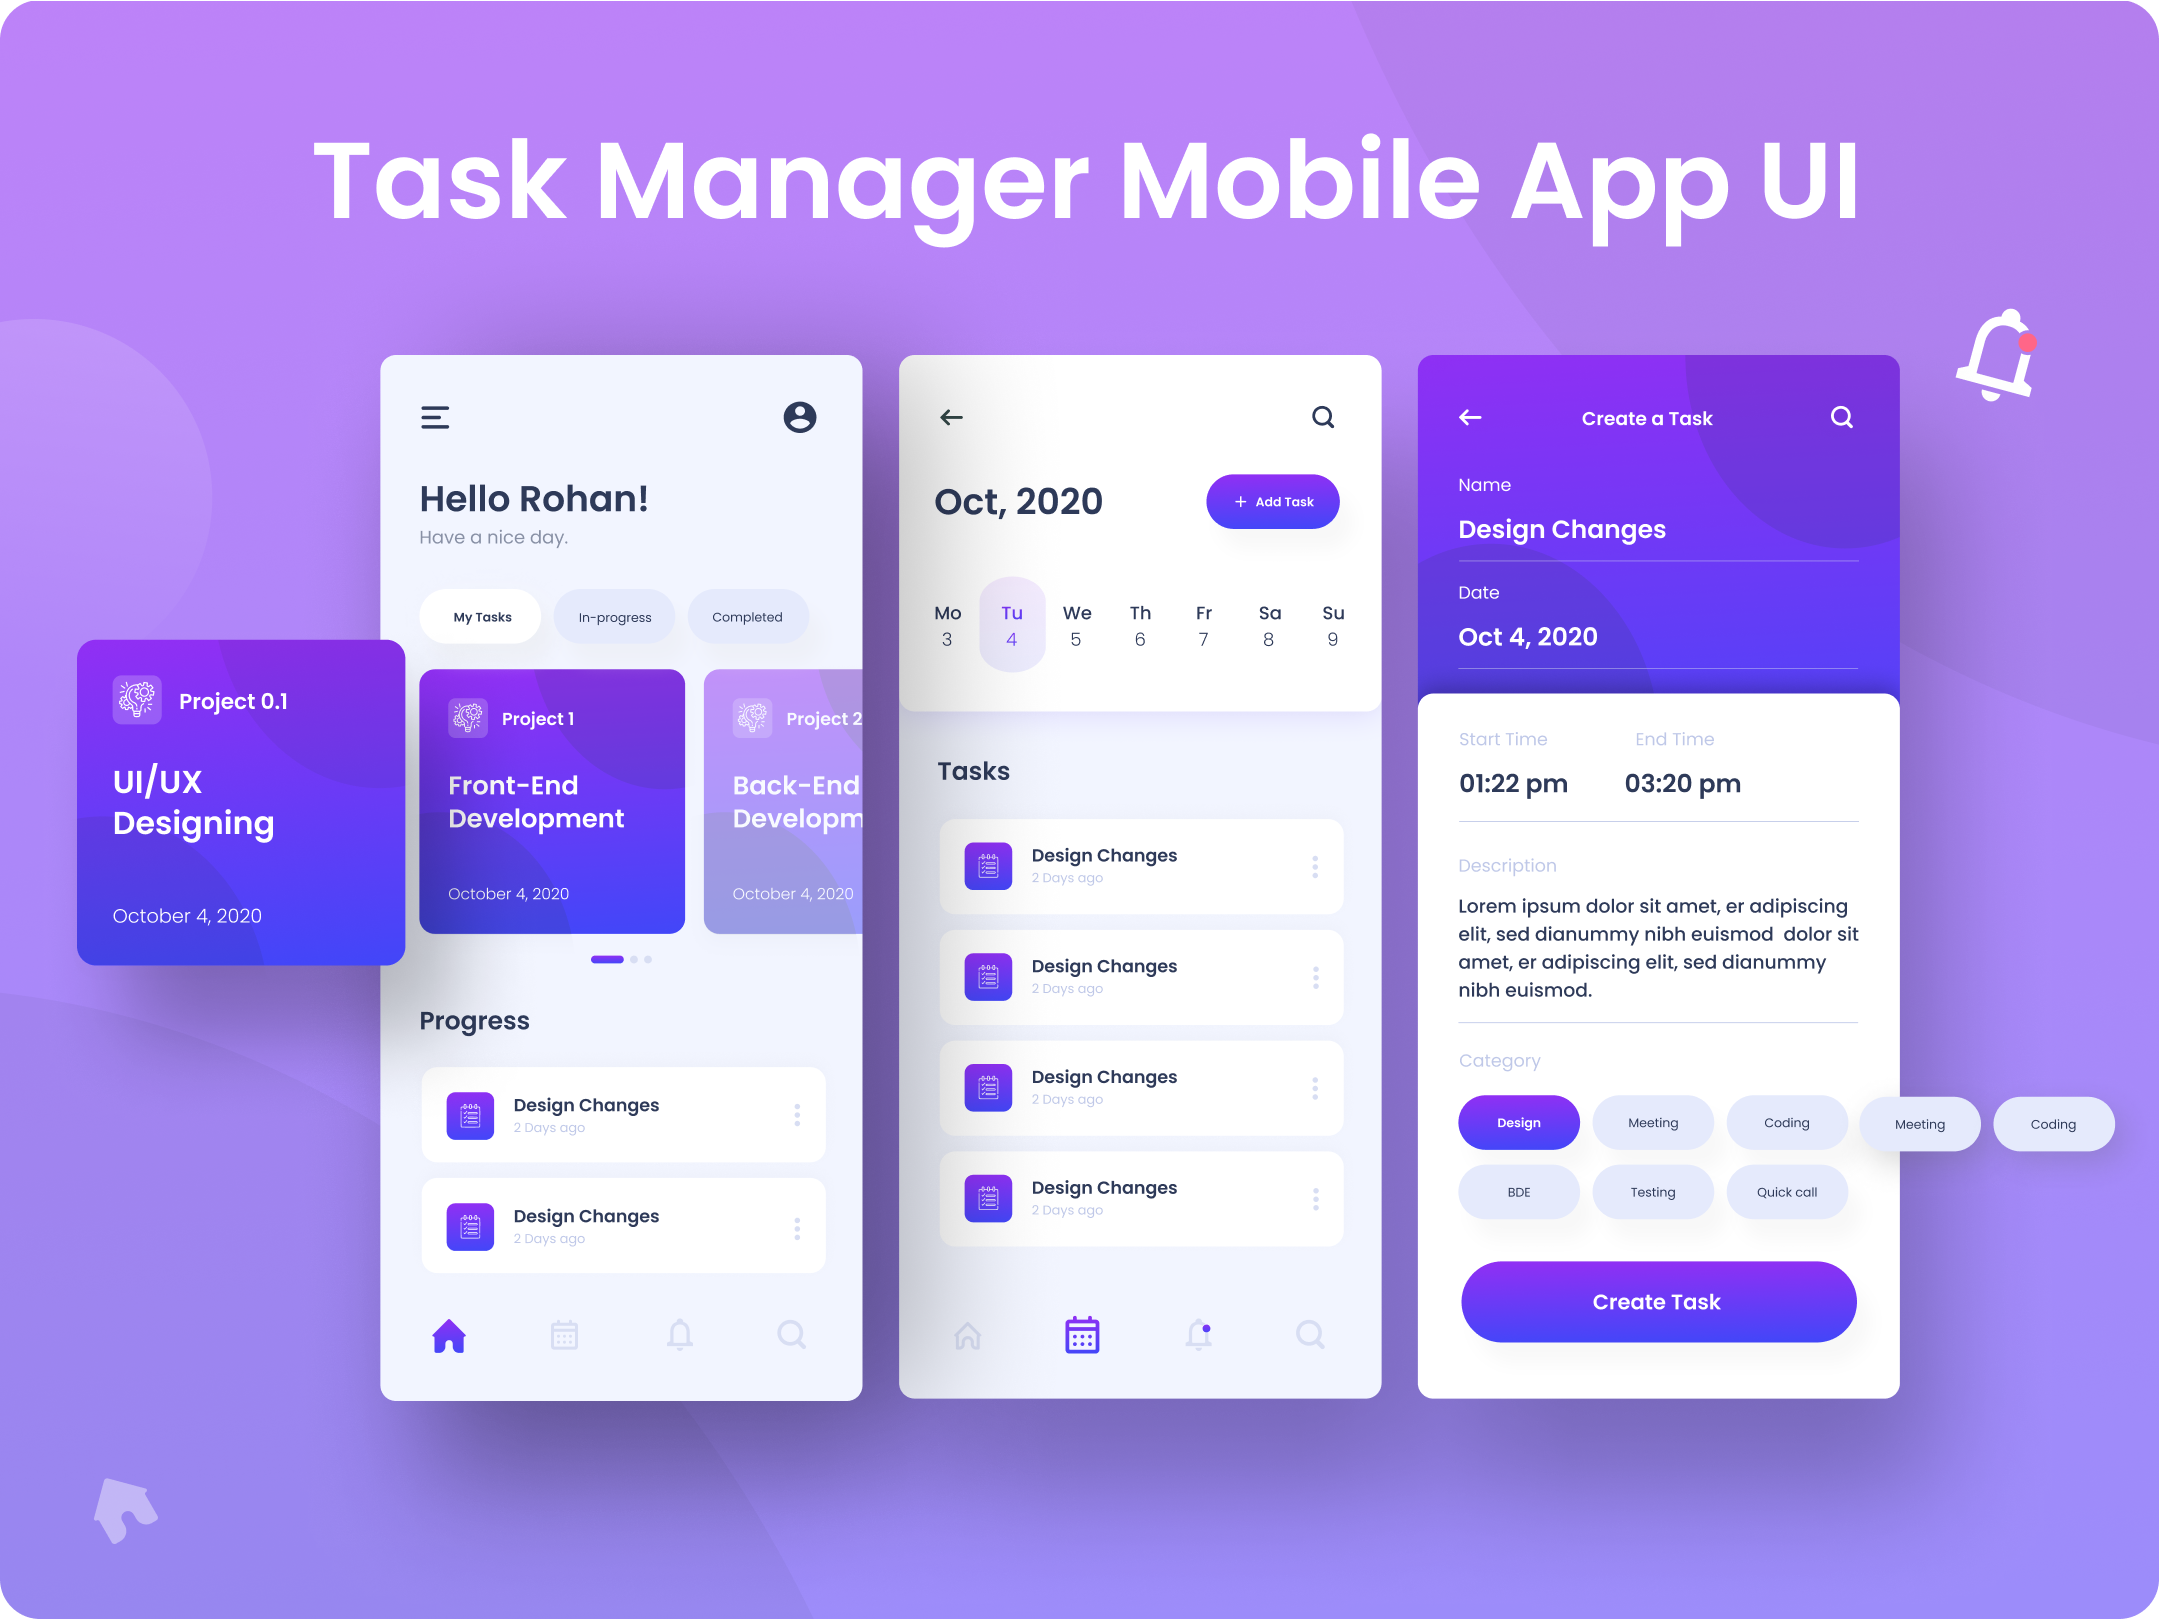 Task Manager Mobile App UI
Project 0.1
UI/UX
Designing
October 4, 2020
Hello Rohan!
Have a nice day.
My Tasks
In-progress
Completed
Project 1
Front-End
Development
October 4, 2020
Project 2
Back-End
Developm
October 4, 2020
Progress
Design Changes
2 Days ago
Design Changes
2 Days ago
Oct, 2020
+ Add Task
Mo Tu We Th Fr Sa Su
3 4 5 6 7 8 9
Tasks
Design Changes
2 Days ago
Design Changes
2 Days ago
Design Changes
2 Days ago
Design Changes
2 Days ago
Create a Task
Name
Design Changes
Date
Oct 4, 2020
Start Time End Time
01:22 pm 03:20 pm
Description
Lorem ipsum dolor sit amet, er adipiscing
elit, sed dianummy nibh euismod  dolor sit
amet, er adipiscing elit, sed dianummy
nibh euismod.
Category
Design Meeting Coding Meeting Coding
BDE Testing Quick call
Create Task